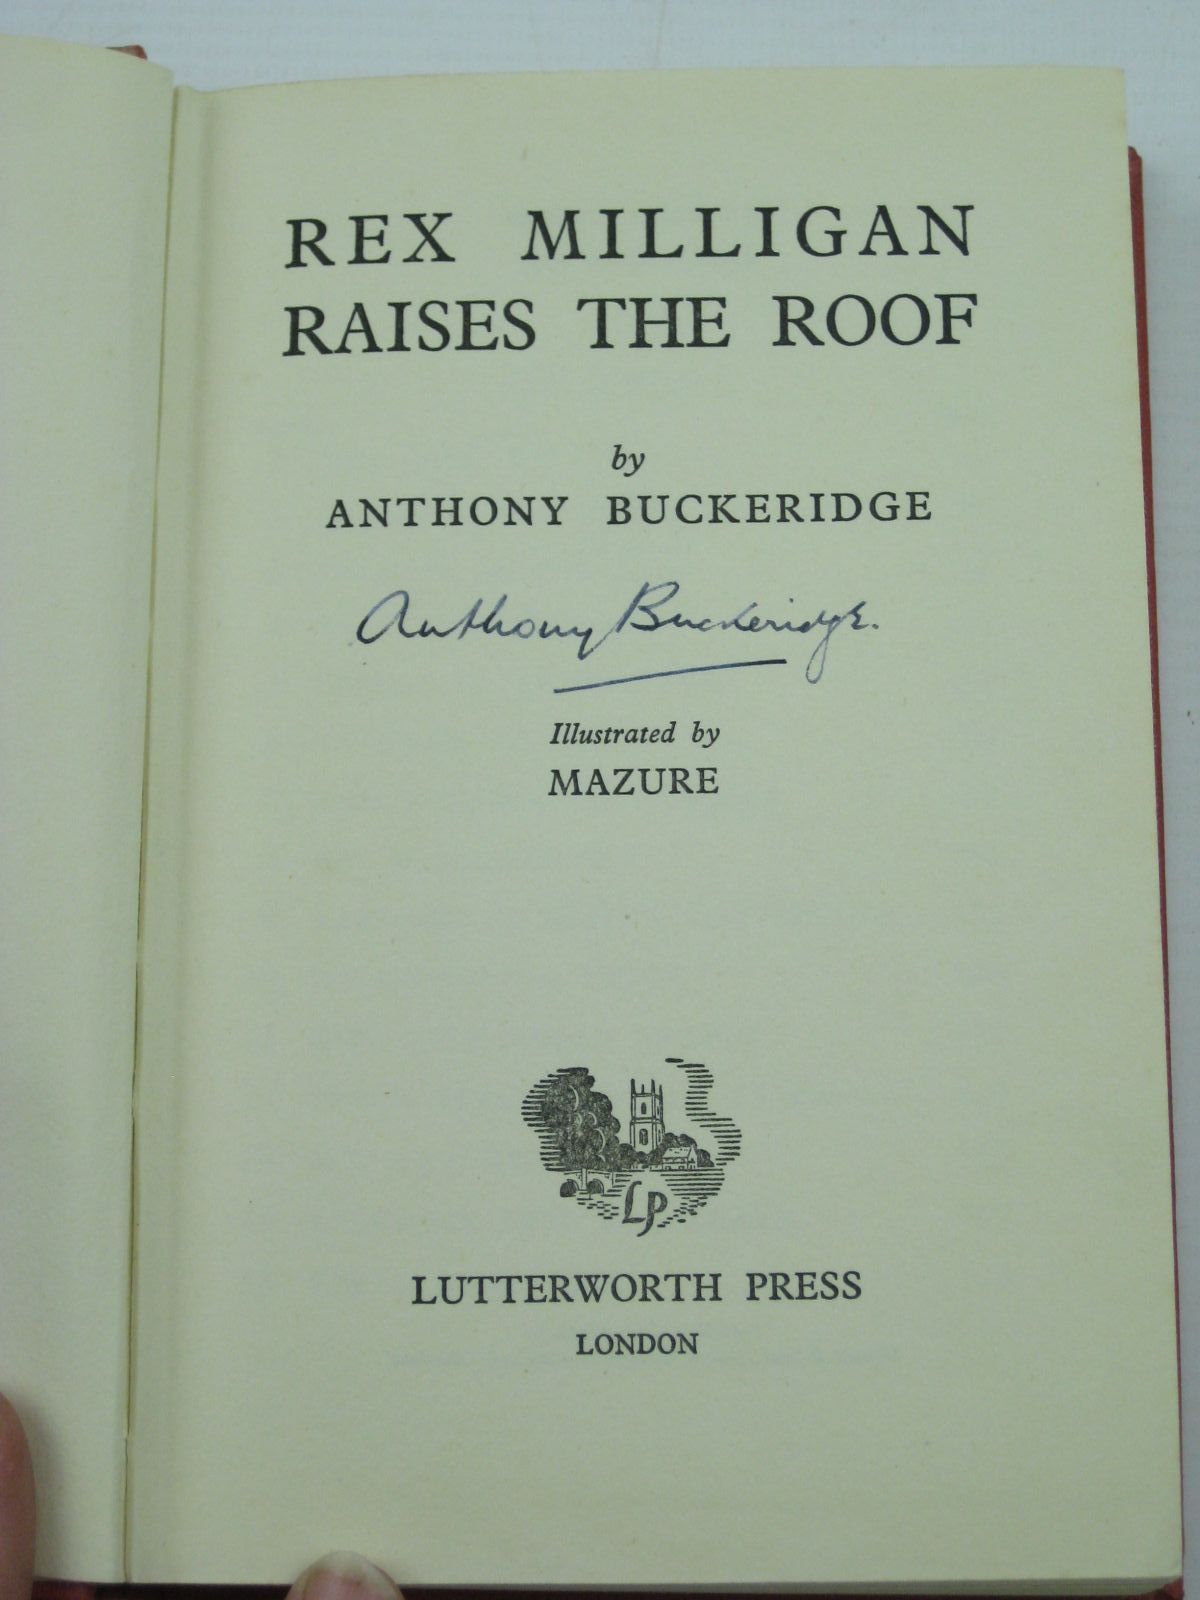 REX MILLIGAN
RAISES THE ROOF
by
ANTHONY BUCKERIDGE
Anthony Buckeridge.
Illustrated by
MAZURE
LP
LUTTERWORTH PRESS
LONDON